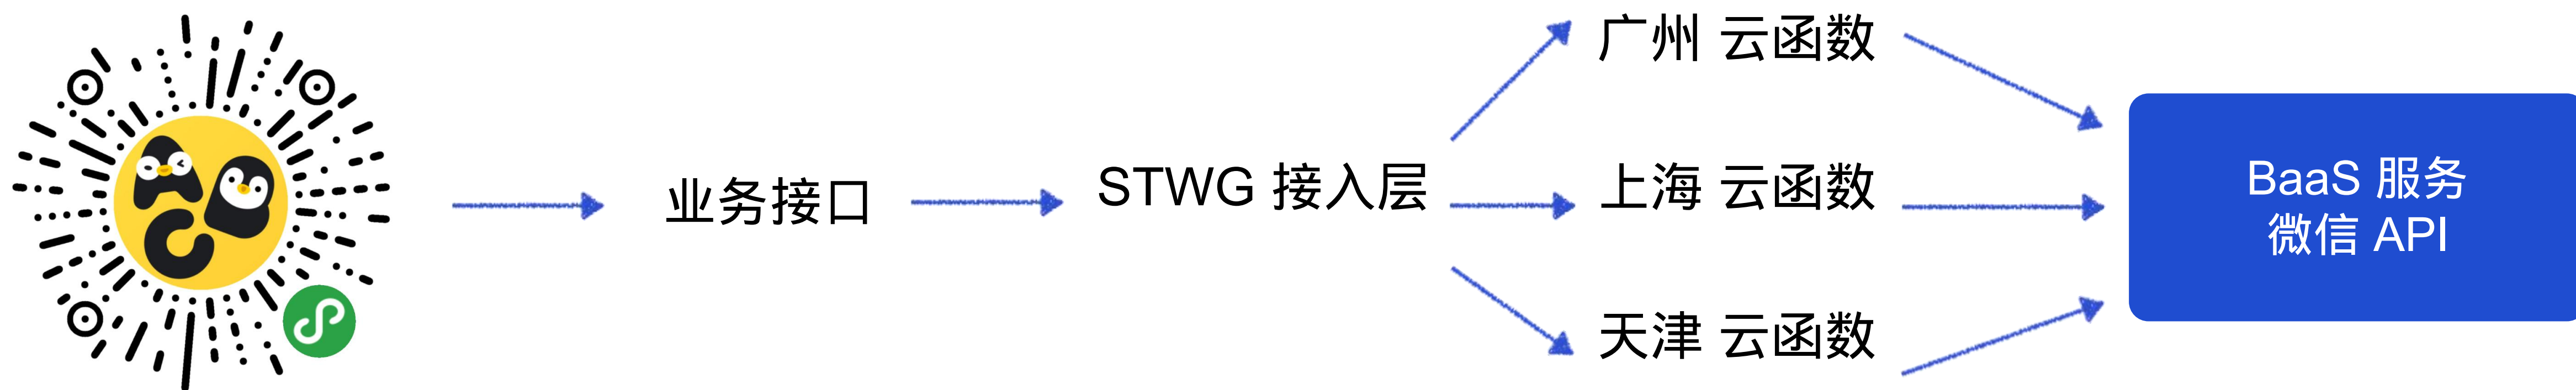 业务接口
STWG 接入层
广州 云函数
上海 云函数
天津 云函数
BaaS 服务
微信 API